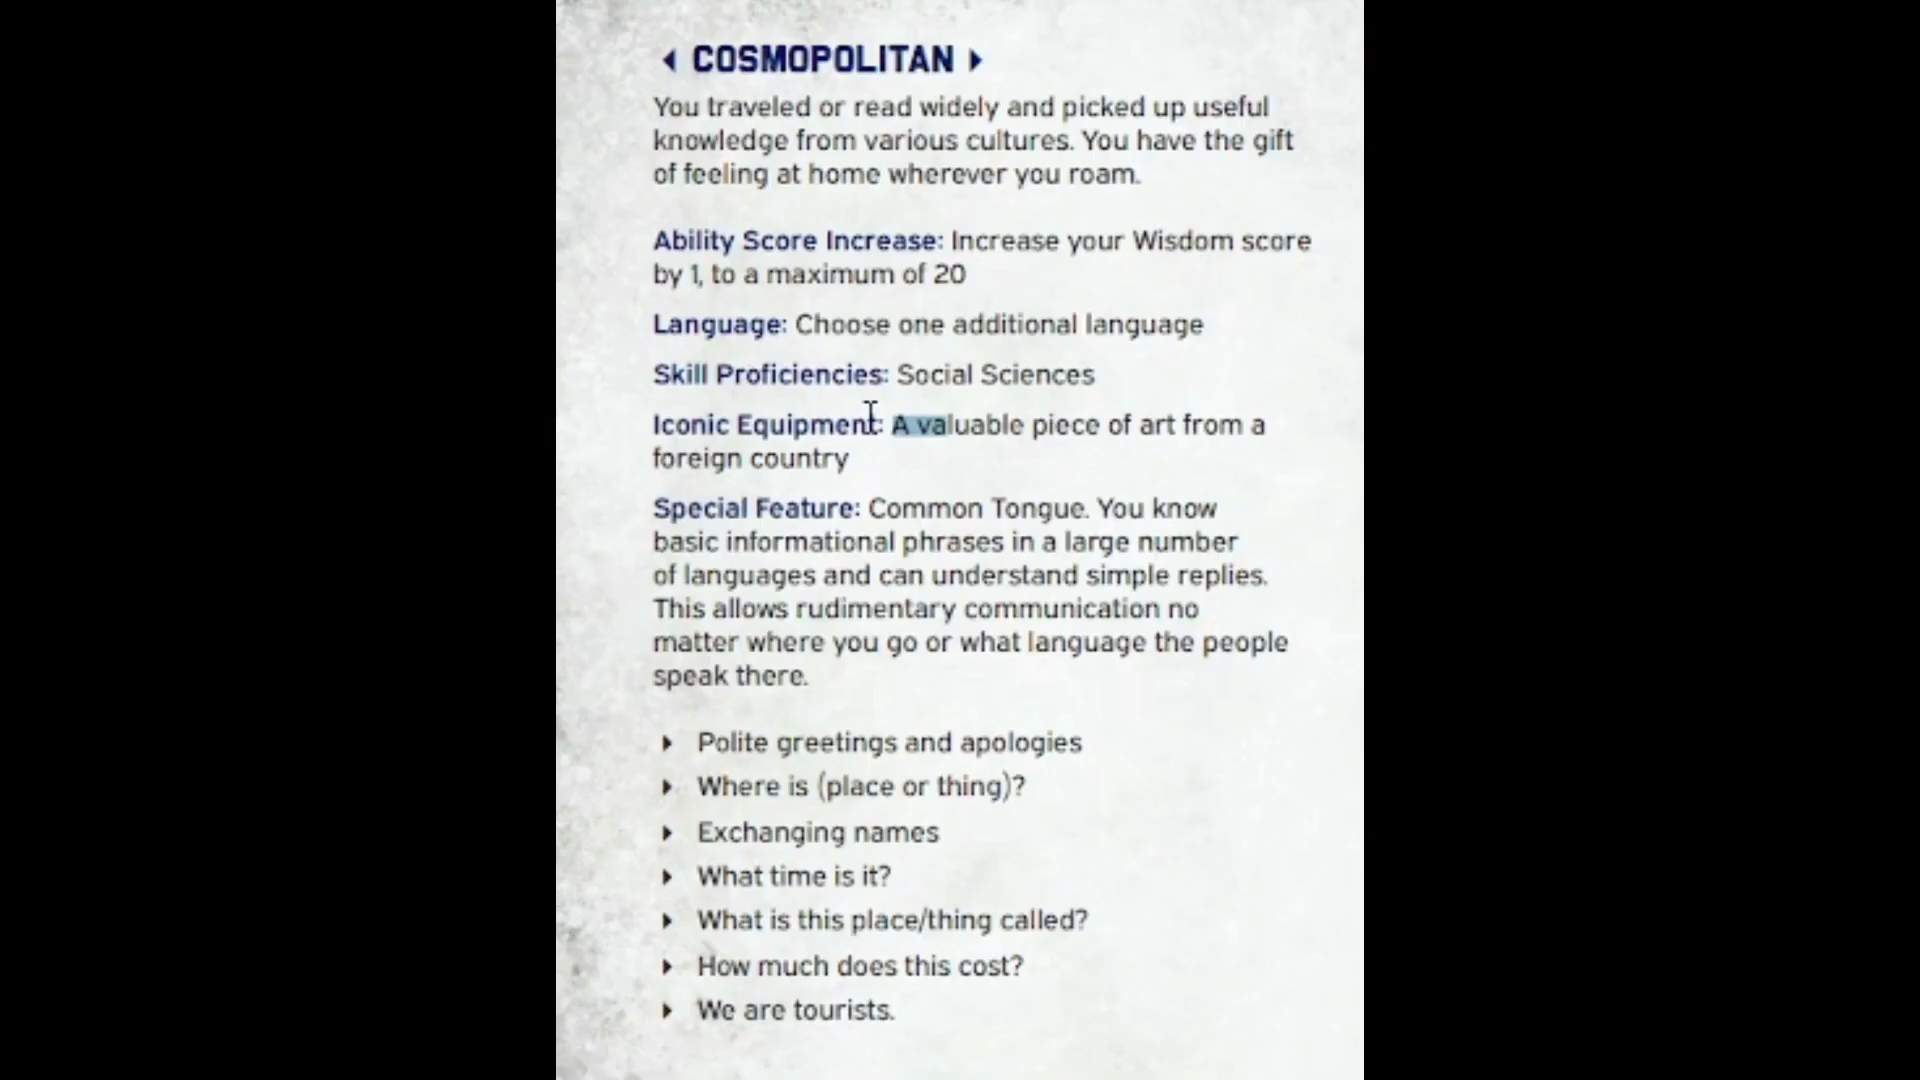 COSMOPOLITAN
You traveled or read widely and picked up useful
knowledge from various cultures. You have the gift
of feeling at home wherever you roam.
Ability Score Increase: Increase your Wisdom score
by 1, to a maximum of 20
Language: Choose one additional language
Skill Proficiencies: Social Sciences
Iconic Equipment: A valuable piece of art from a
foreign country
Special Feature: Common Tongue. You know
basic informational phrases in a large number
of languages and can understand simple replies.
This allows rudimentary communication no
matter where you go or what language the people
speak there.
Polite greetings and apologies
Where is (place or thing)?
Exchanging names
What time is it?
What is this place/thing called?
How much does this cost?
We are tourists.